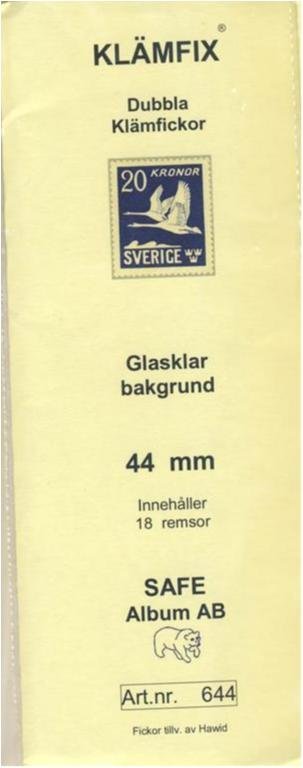 KLÄMFIX ®
Dubbla
Klämfickor
20 KRONOR
SVERIGE
Glasklar
bakgrund
44 mm
Innehåller
18 remsor
SAFE
Album AB
Art.nr. 644
Fickor tillv. av Hawid